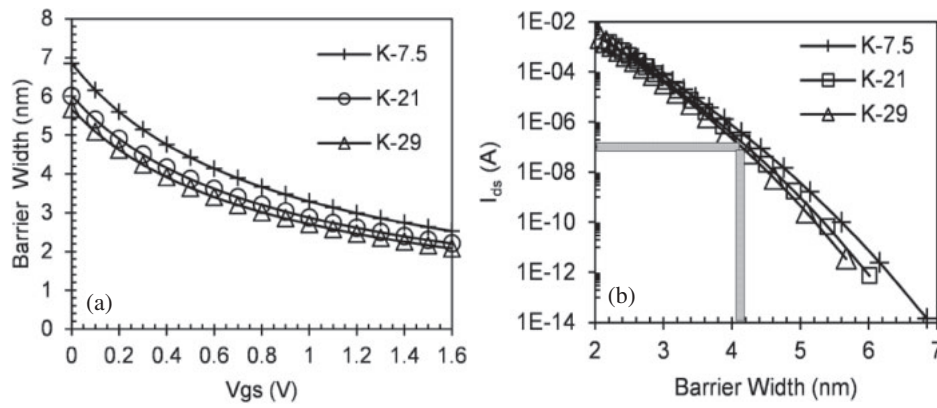 8
7
6
5
4
3
2
1
0
Barrier Width (nm)
K-7.5
K-21
K-29
(a)
0 0.2 0.4 0.6 0.8 1 1.2 1.4 1.6
Vgs (V)
1E-02
1E-04
1E-06
1E-08
1E-10
1E-12
1E-14
Ids (A)
K-7.5
K-21
K-29
(b)
2 3 4 5 6 7
Barrier Width (nm)